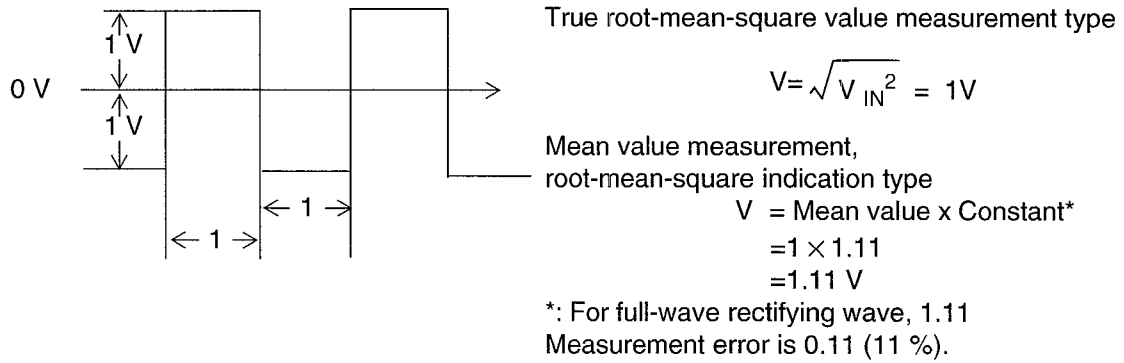 True root-mean-square value measurement type
1 V
0 V
V= √V IN² = 1V
1 V
Mean value measurement,
root-mean-square indication type
1
V = Mean value x Constant*
1
=1 × 1.11
=1.11 V
*: For full-wave rectifying wave, 1.11
Measurement error is 0.11 (11 %).